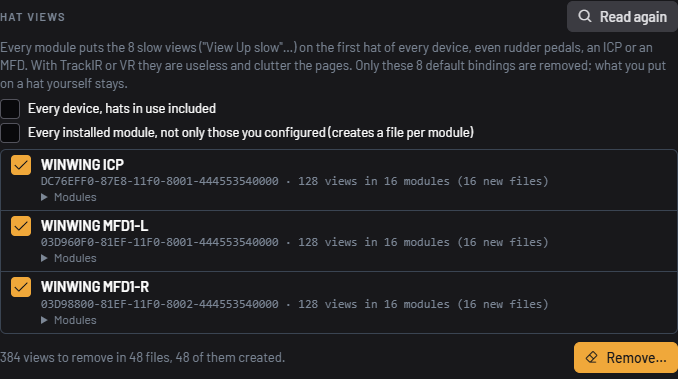 HAT VIEWS
Read again
Every module puts the 8 slow views ("View Up slow"...) on the first hat of every device, even rudder pedals, an ICP or an
MFD. With TrackIR or VR they are useless and clutter the pages. Only these 8 default bindings are removed; what you put
on a hat yourself stays.
Every device, hats in use included
Every installed module, not only those you configured (creates a file per module)
WINWING ICP
DC76EFF0-87E8-11f0-8001-444553540000 · 128 views in 16 modules (16 new files)
Modules
WINWING MFD1-L
03D960F0-81EF-11F0-8001-444553540000 · 128 views in 16 modules (16 new files)
Modules
WINWING MFD1-R
03D98800-81EF-11F0-8002-444553540000 · 128 views in 16 modules (16 new files)
Modules
384 views to remove in 48 files, 48 of them created.
Remove...